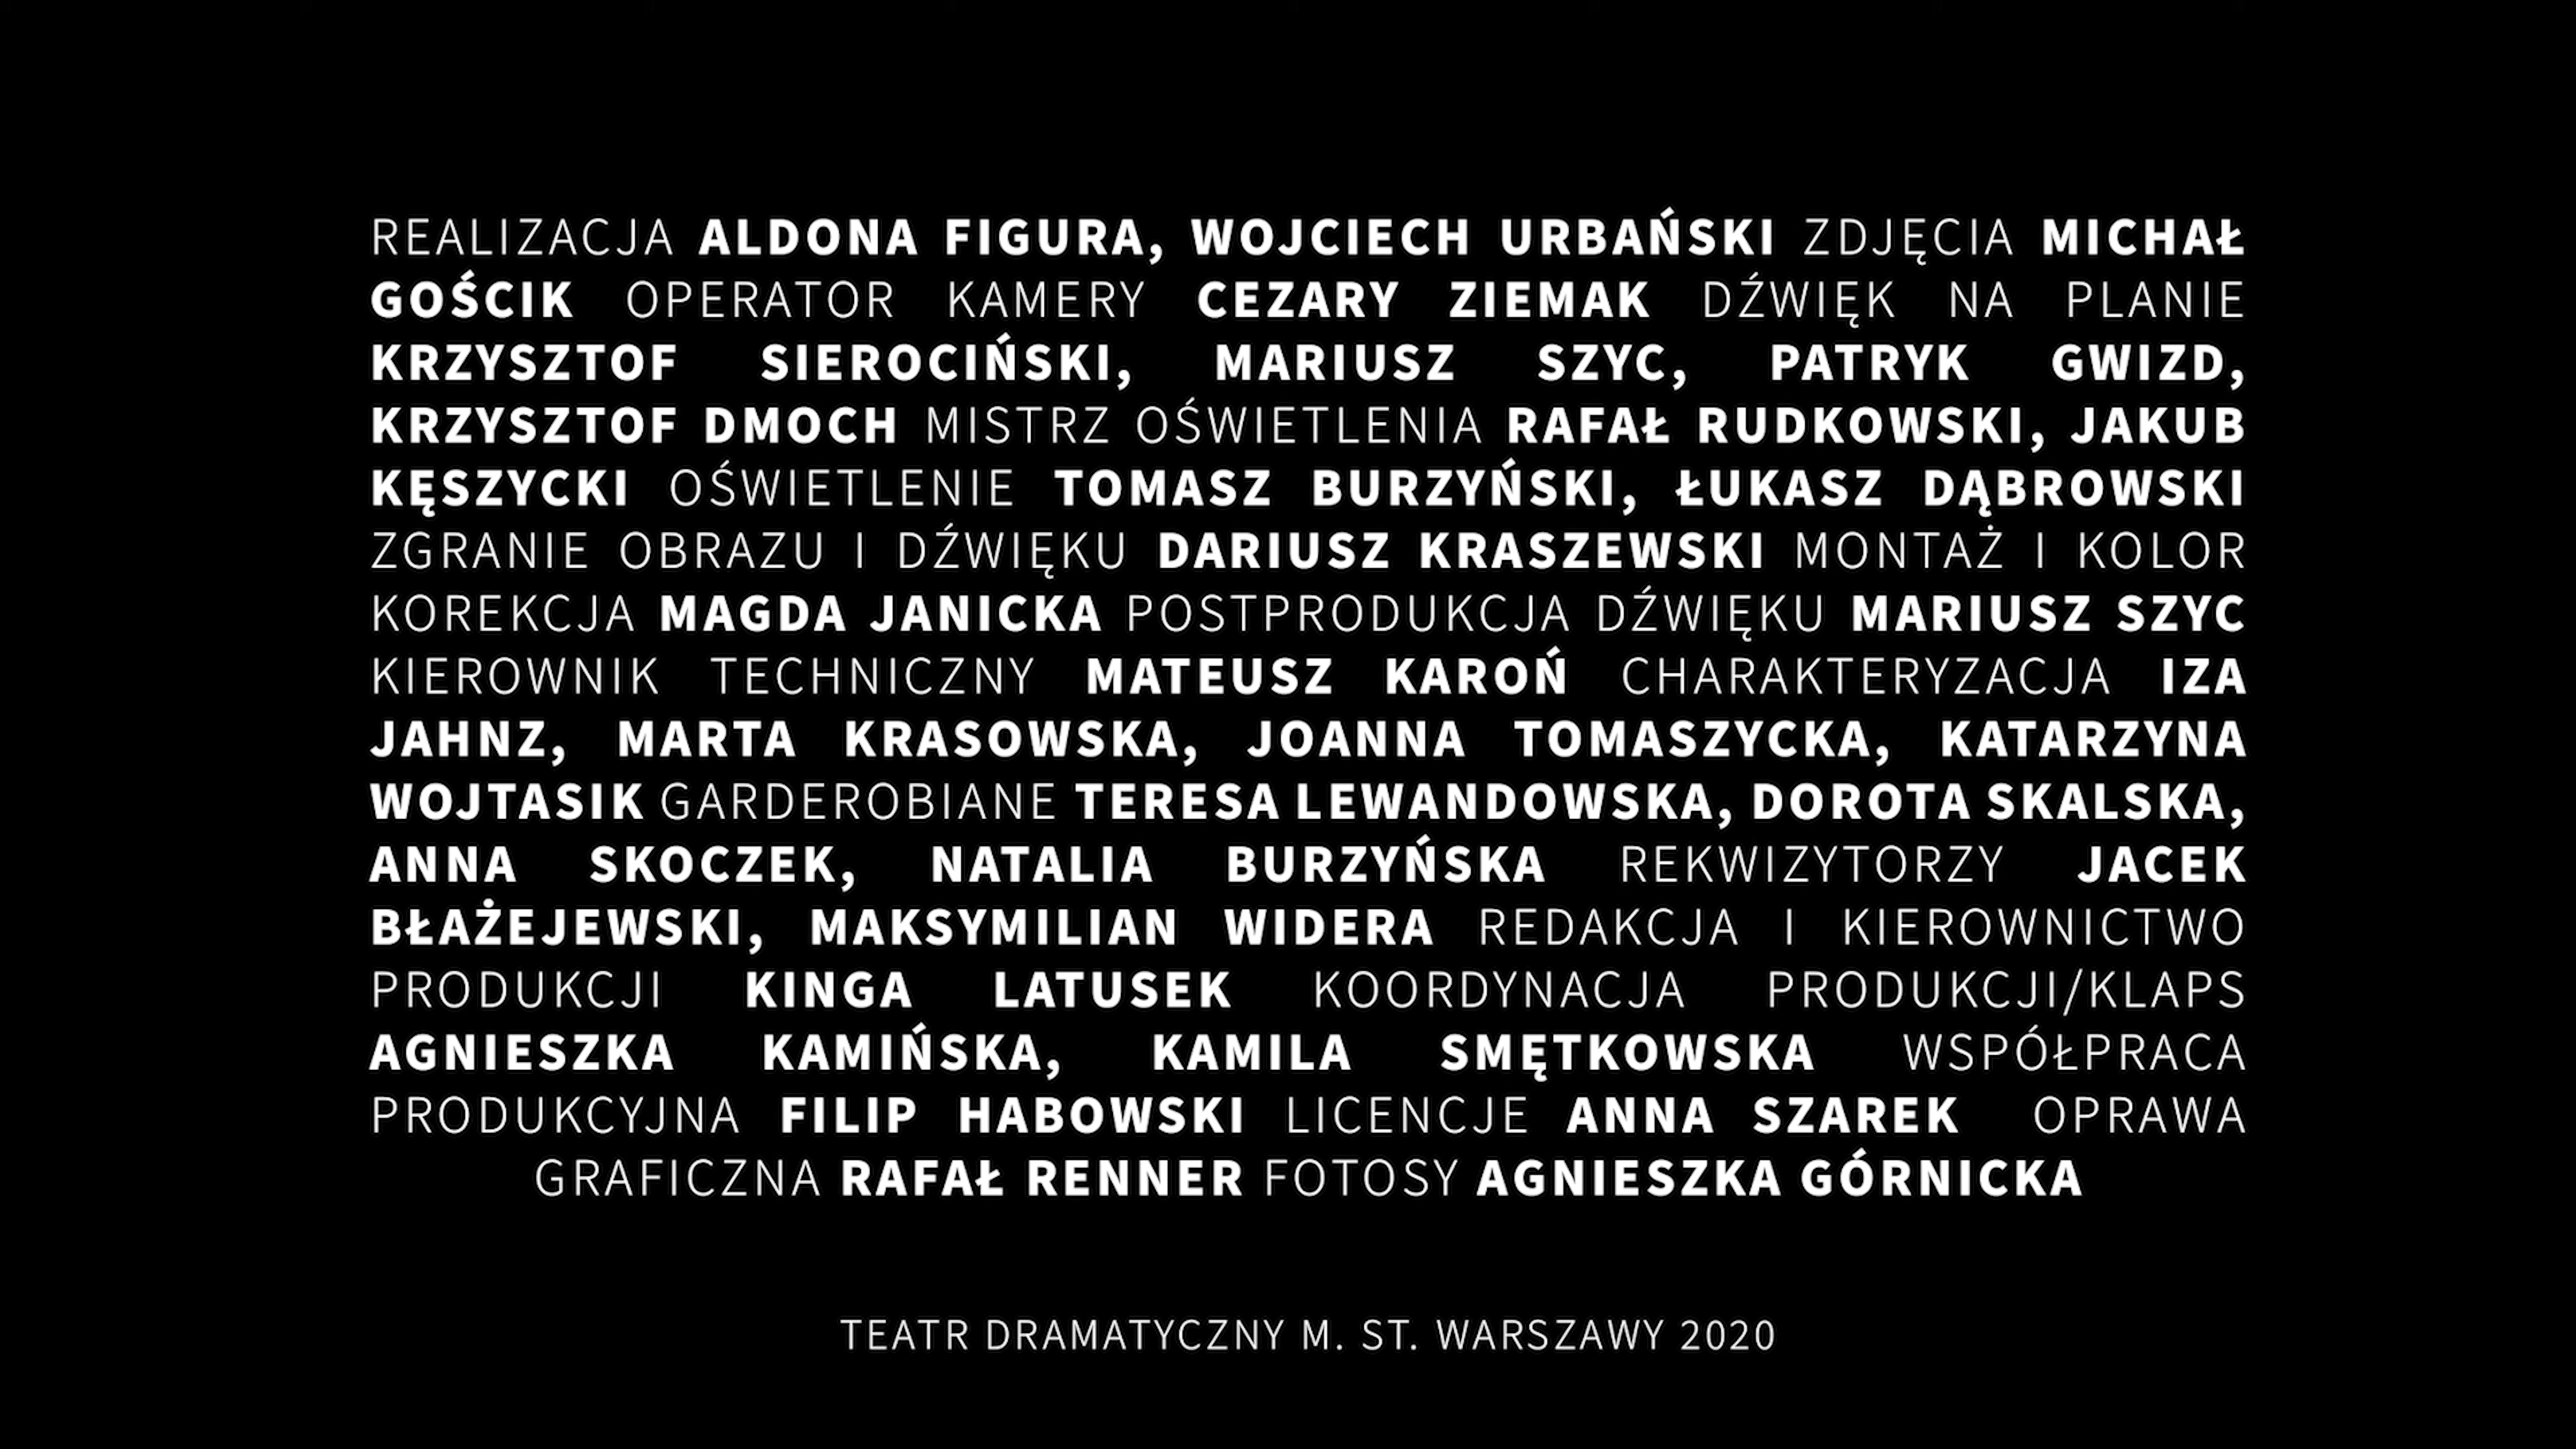 REALIZACJA ALDONA FIGURA, WOJCIECH URBAŃSKI ZDJĘCIA MICHAŁ
GOŚCIK OPERATOR KAMERY CEZARY ZIEMAK DŹWIĘK NA PLANIE
KRZYSZTOF SIEROCIŃSKI, MARIUSZ SZYC, PATRYK GWIZD,
KRZYSZTOF DMOCH MISTRZ OŚWIETLENIA RAFAŁ RUDKOWSKI, JAKUB
KĘSZYCKI OŚWIETLENIE TOMASZ BURZYŃSKI, ŁUKASZ DĄBROWSKI
ZGRANIE OBRAZU I DŹWIĘKU DARIUSZ KRASZEWSKI MONTAŻ I KOLOR
KOREKCJA MAGDA JANICKA POSTPRODUKCJA DŹWIĘKU MARIUSZ SZYC
KIEROWNIK TECHNICZNY MATEUSZ KAROŃ CHARAKTERYZACJA IZA
JAHNZ, MARTA KRASOWSKA, JOANNA TOMASZYCKA, KATARZYNA
WOJTASIK GARDEROBIANE TERESA LEWANDOWSKA, DOROTA SKALSKA,
ANNA SKOCZEK, NATALIA BURZYŃSKA REKWIZYTORZY JACEK
BŁAŻEJEWSKI, MAKSYMILIAN WIDERA REDAKCJA I KIEROWNICTWO
PRODUKCJI KINGA LATUSEK KOORDYNACJA PRODUKCJI/KLAPS
AGNIESZKA KAMIŃSKA, KAMILA SMĘTKOWSKA WSPÓŁPRACA
PRODUKCYJNA FILIP HABOWSKI LICENCJE ANNA SZAREK OPRAWA
GRAFICZNA RAFAŁ RENNER FOTOSY AGNIESZKA GÓRNICKA
TEATR DRAMATYCZNY M. ST. WARSZAWY 2020